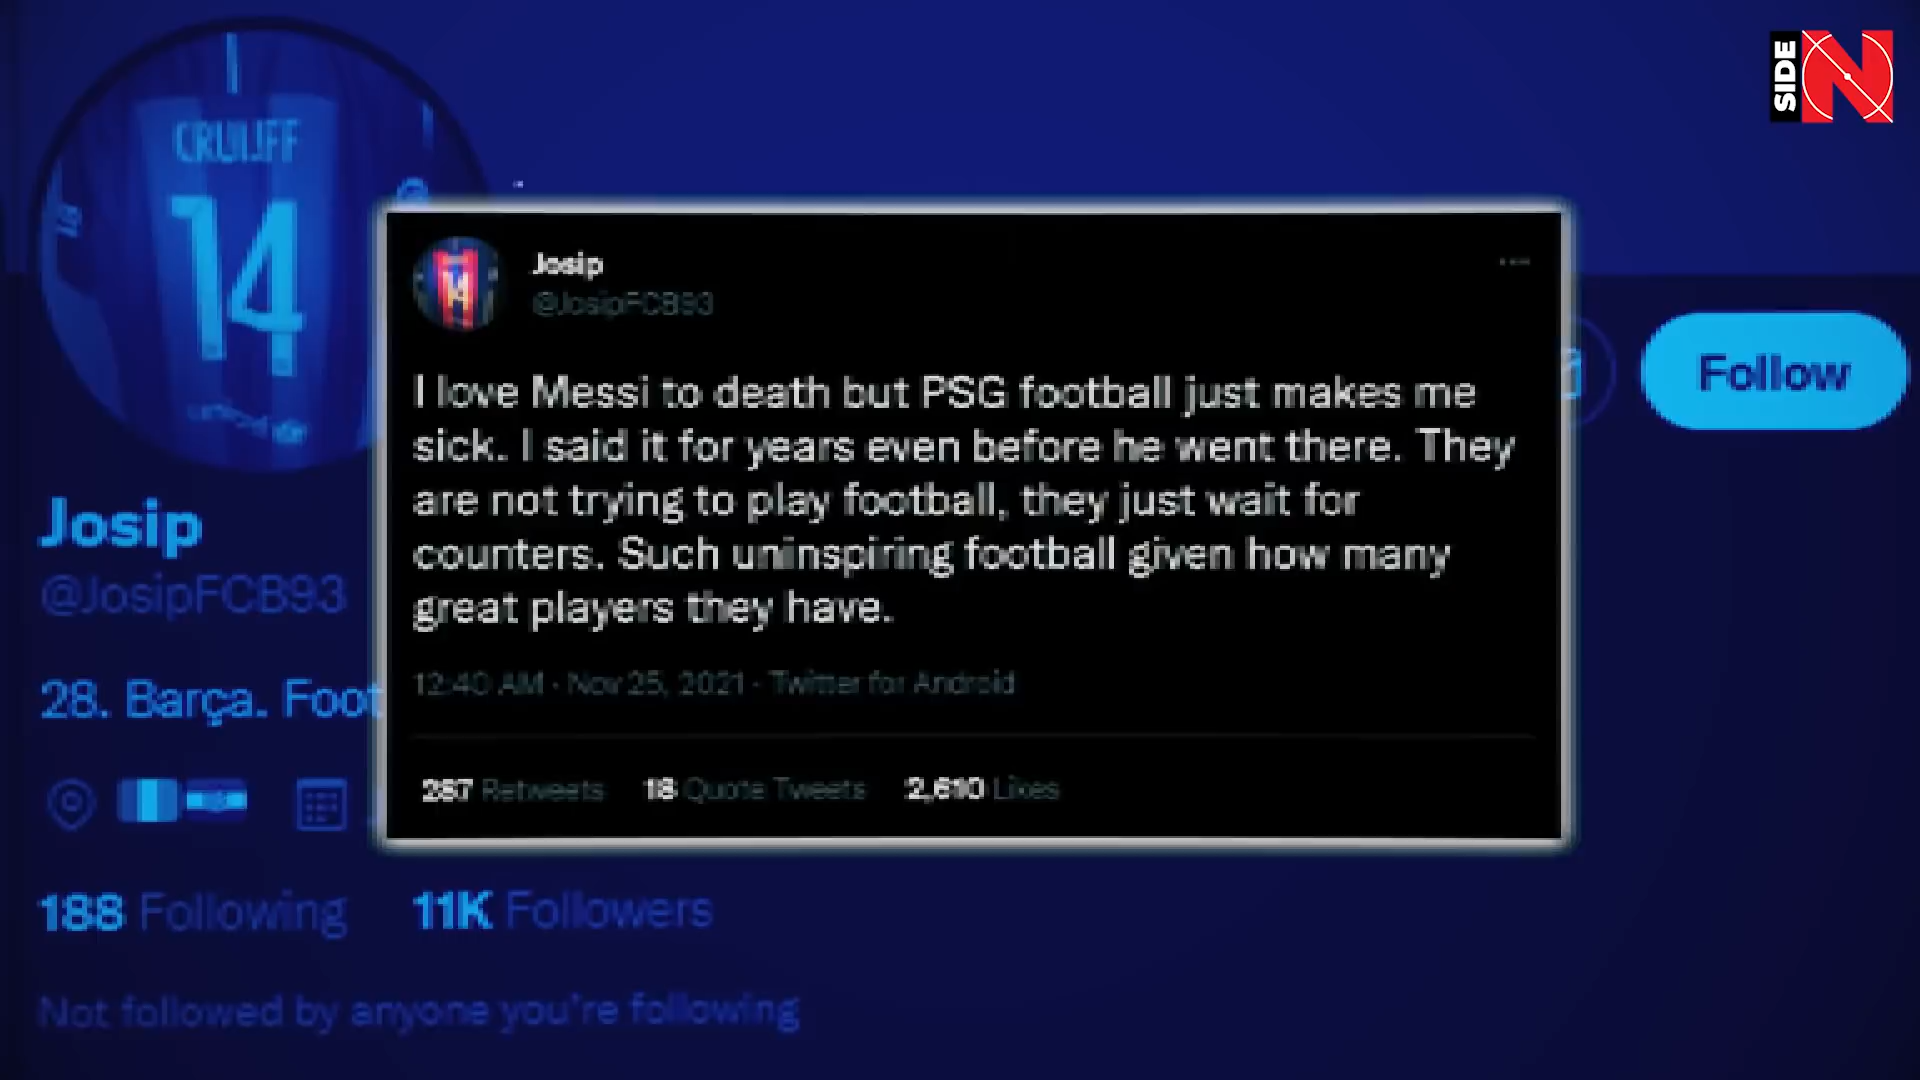 SIDE
N
CRUIJFF
14
Josip
@JosipFCB93
I love Messi to death but PSG football just makes me
sick. I said it for years even before he went there. They
are not trying to play football, they just wait for
counters. Such uninspiring football given how many
great players they have.
12:40 AM · Nov 25, 2021 · Twitter for Android
287 Retweets 18 Quote Tweets 2,610 Likes
Follow
Josip
@JosipFCB93
28. Barça. Foot
188 Following 11K Followers
Not followed by anyone you're following